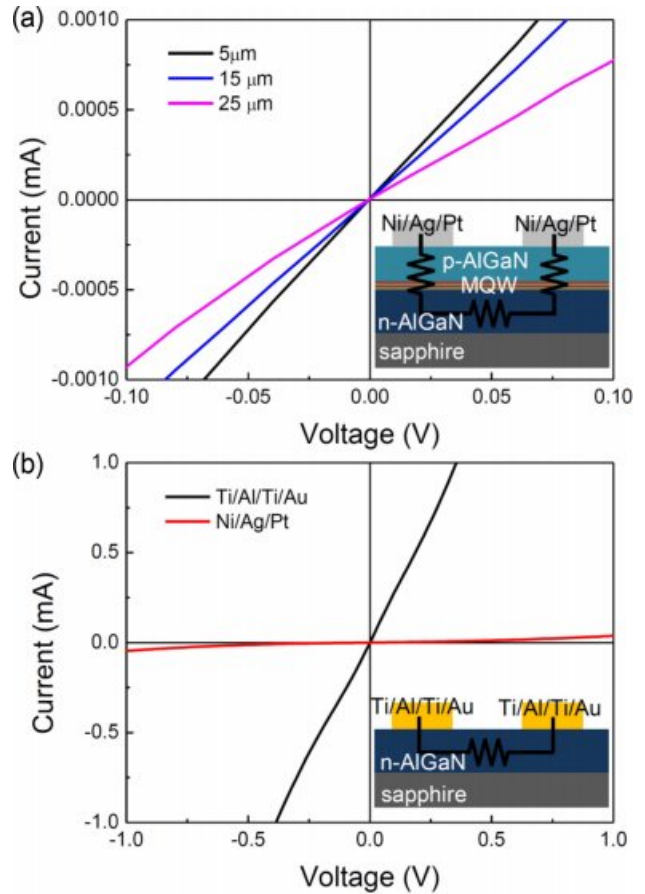 (a)
0.0010
0.0005
0.0000
-0.0005
-0.0010
Current (mA)
5μm
15 μm
25 μm
Ni/Ag/Pt Ni/Ag/Pt
p-AlGaN
MQW
n-AlGaN
sapphire
-0.10 -0.05 0.00 0.05 0.10
Voltage (V)
(b)
1.0
0.5
0.0
-0.5
-1.0
Current (mA)
Ti/Al/Ti/Au
Ni/Ag/Pt
Ti/Al/Ti/Au Ti/Al/Ti/Au
n-AlGaN
sapphire
-1.0 -0.5 0.0 0.5 1.0
Voltage (V)